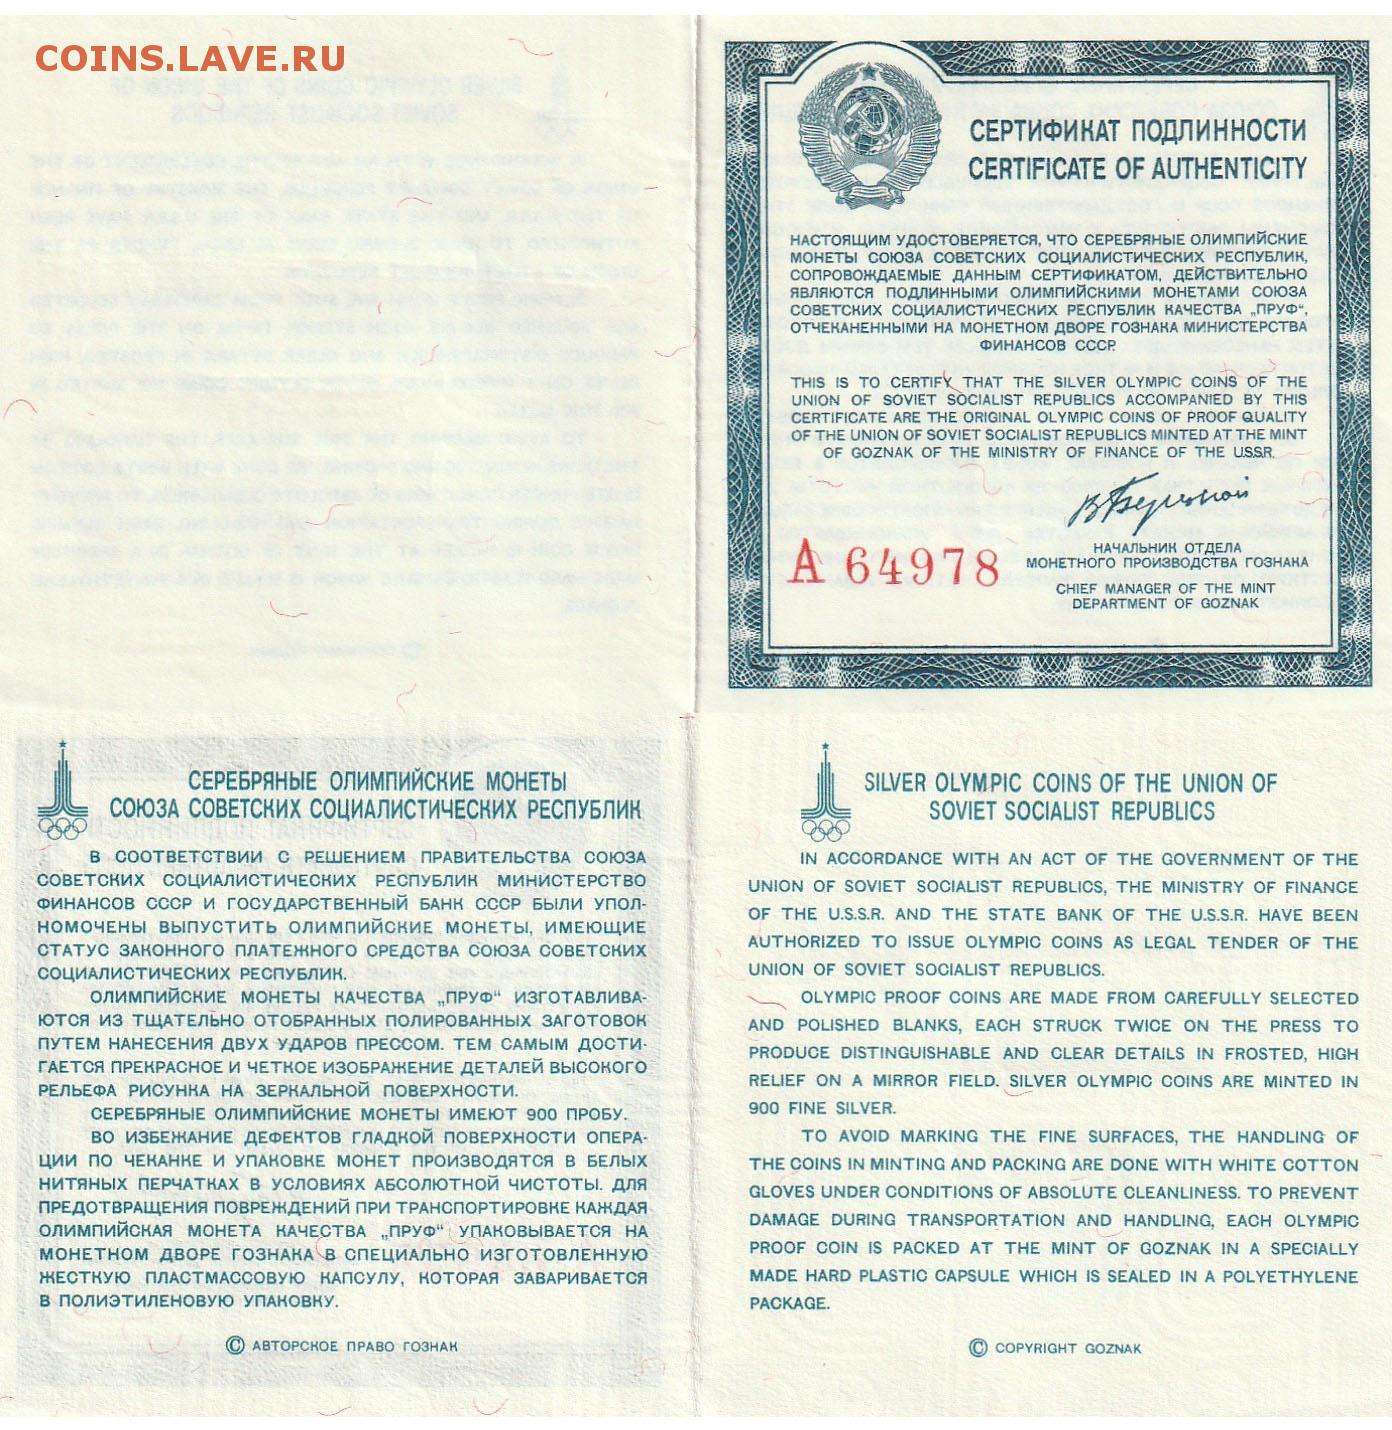 COINS.LAVE.RU
СЕРТИФИКАТ ПОДЛИННОСТИ
CERTIFICATE OF AUTHENTICITY
НАСТОЯЩИМ УДОСТОВЕРЯЕТСЯ, ЧТО СЕРЕБРЯНЫЕ ОЛИМПИЙСКИЕ
МОНЕТЫ СОЮЗА СОВЕТСКИХ СОЦИАЛИСТИЧЕСКИХ РЕСПУБЛИК,
СОПРОВОЖДАЕМЫЕ ДАННЫМ СЕРТИФИКАТОМ, ДЕЙСТВИТЕЛЬНО
ЯВЛЯЮТСЯ ПОДЛИННЫМИ ОЛИМПИЙСКИМИ МОНЕТАМИ СОЮЗА
СОВЕТСКИХ СОЦИАЛИСТИЧЕСКИХ РЕСПУБЛИК КАЧЕСТВА „ПРУФ“,
ОТЧЕКАНЕННЫМИ НА МОНЕТНОМ ДВОРЕ ГОЗНАКА МИНИСТЕРСТВА
ФИНАНСОВ СССР.
THIS IS TO CERTIFY THAT THE SILVER OLYMPIC COINS OF THE
UNION OF SOVIET SOCIALIST REPUBLICS ACCOMPANIED BY THIS
CERTIFICATE ARE THE ORIGINAL OLYMPIC COINS OF PROOF QUALITY
OF THE UNION OF SOVIET SOCIALIST REPUBLICS MINTED AT THE MINT
OF GOZNAK OF THE MINISTRY OF FINANCE OF THE U.S.S.R.
А 64978
НАЧАЛЬНИК ОТДЕЛА
МОНЕТНОГО ПРОИЗВОДСТВА ГОЗНАКА
CHIEF MANAGER OF THE MINT
DEPARTMENT OF GOZNAK
СЕРЕБРЯНЫЕ ОЛИМПИЙСКИЕ МОНЕТЫ
СОЮЗА СОВЕТСКИХ СОЦИАЛИСТИЧЕСКИХ РЕСПУБЛИК
В СООТВЕТСТВИИ С РЕШЕНИЕМ ПРАВИТЕЛЬСТВА СОЮЗА
СОВЕТСКИХ СОЦИАЛИСТИЧЕСКИХ РЕСПУБЛИК МИНИСТЕРСТВО
ФИНАНСОВ СССР И ГОСУДАРСТВЕННЫЙ БАНК СССР БЫЛИ УПОЛ-
НОМОЧЕНЫ ВЫПУСТИТЬ ОЛИМПИЙСКИЕ МОНЕТЫ, ИМЕЮЩИЕ
СТАТУС ЗАКОННОГО ПЛАТЕЖНОГО СРЕДСТВА СОЮЗА СОВЕТСКИХ
СОЦИАЛИСТИЧЕСКИХ РЕСПУБЛИК.
ОЛИМПИЙСКИЕ МОНЕТЫ КАЧЕСТВА „ПРУФ“ ИЗГОТАВЛИВА-
ЮТСЯ ИЗ ТЩАТЕЛЬНО ОТОБРАННЫХ ПОЛИРОВАННЫХ ЗАГОТОВОК
ПУТЕМ НАНЕСЕНИЯ ДВУХ УДАРОВ ПРЕССОМ. ТЕМ САМЫМ ДОСТИ-
ГАЕТСЯ ПРЕКРАСНОЕ И ЧЕТКОЕ ИЗОБРАЖЕНИЕ ДЕТАЛЕЙ ВЫСОКОГО
РЕЛЬЕФА РИСУНКА НА ЗЕРКАЛЬНОЙ ПОВЕРХНОСТИ.
СЕРЕБРЯНЫЕ ОЛИМПИЙСКИЕ МОНЕТЫ ИМЕЮТ 900 ПРОБУ.
ВО ИЗБЕЖАНИЕ ДЕФЕКТОВ ГЛАДКОЙ ПОВЕРХНОСТИ ОПЕРА-
ЦИИ ПО ЧЕКАНКЕ И УПАКОВКЕ МОНЕТ ПРОИЗВОДЯТСЯ В БЕЛЫХ
НИТЯНЫХ ПЕРЧАТКАХ В УСЛОВИЯХ АБСОЛЮТНОЙ ЧИСТОТЫ. ДЛЯ
ПРЕДОТВРАЩЕНИЯ ПОВРЕЖДЕНИЙ ПРИ ТРАНСПОРТИРОВКЕ КАЖДАЯ
ОЛИМПИЙСКАЯ МОНЕТА КАЧЕСТВА „ПРУФ“ УПАКОВЫВАЕТСЯ НА
МОНЕТНОМ ДВОРЕ ГОЗНАКА В СПЕЦИАЛЬНО ИЗГОТОВЛЕННУЮ
ЖЕСТКУЮ ПЛАСТМАССОВУЮ КАПСУЛУ, КОТОРАЯ ЗАВАРИВАЕТСЯ
В ПОЛИЭТИЛЕНОВУЮ УПАКОВКУ.
© АВТОРСКОЕ ПРАВО ГОЗНАК
SILVER OLYMPIC COINS OF THE UNION OF
SOVIET SOCIALIST REPUBLICS
IN ACCORDANCE WITH AN ACT OF THE GOVERNMENT OF THE
UNION OF SOVIET SOCIALIST REPUBLICS, THE MINISTRY OF FINANCE
OF THE U.S.S.R. AND THE STATE BANK OF THE U.S.S.R. HAVE BEEN
AUTHORIZED TO ISSUE OLYMPIC COINS AS LEGAL TENDER OF THE
UNION OF SOVIET SOCIALIST REPUBLICS.
OLYMPIC PROOF COINS ARE MADE FROM CAREFULLY SELECTED
AND POLISHED BLANKS, EACH STRUCK TWICE ON THE PRESS TO
PRODUCE DISTINGUISHABLE AND CLEAR DETAILS IN FROSTED, HIGH
RELIEF ON A MIRROR FIELD. SILVER OLYMPIC COINS ARE MINTED IN
900 FINE SILVER.
TO AVOID MARKING THE FINE SURFACES, THE HANDLING OF
THE COINS IN MINTING AND PACKING ARE DONE WITH WHITE COTTON
GLOVES UNDER CONDITIONS OF ABSOLUTE CLEANLINESS. TO PREVENT
DAMAGE DURING TRANSPORTATION AND HANDLING, EACH OLYMPIC
PROOF COIN IS PACKED AT THE MINT OF GOZNAK IN A SPECIALLY
MADE HARD PLASTIC CAPSULE WHICH IS SEALED IN A POLYETHYLENE
PACKAGE.
© COPYRIGHT GOZNAK